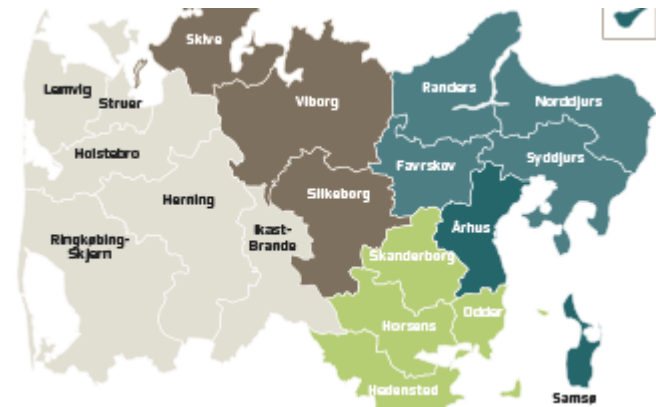 Skive
Lemvig
Struer
Viborg
Randers
Norddjurs
Holstebro
Favrskov
Syddjurs
Herning
Silkeborg
Ikast-
Brande
Århus
Ringkøbing-
Skjern
Skanderborg
Horsens
Odder
Hedensted
Samsø